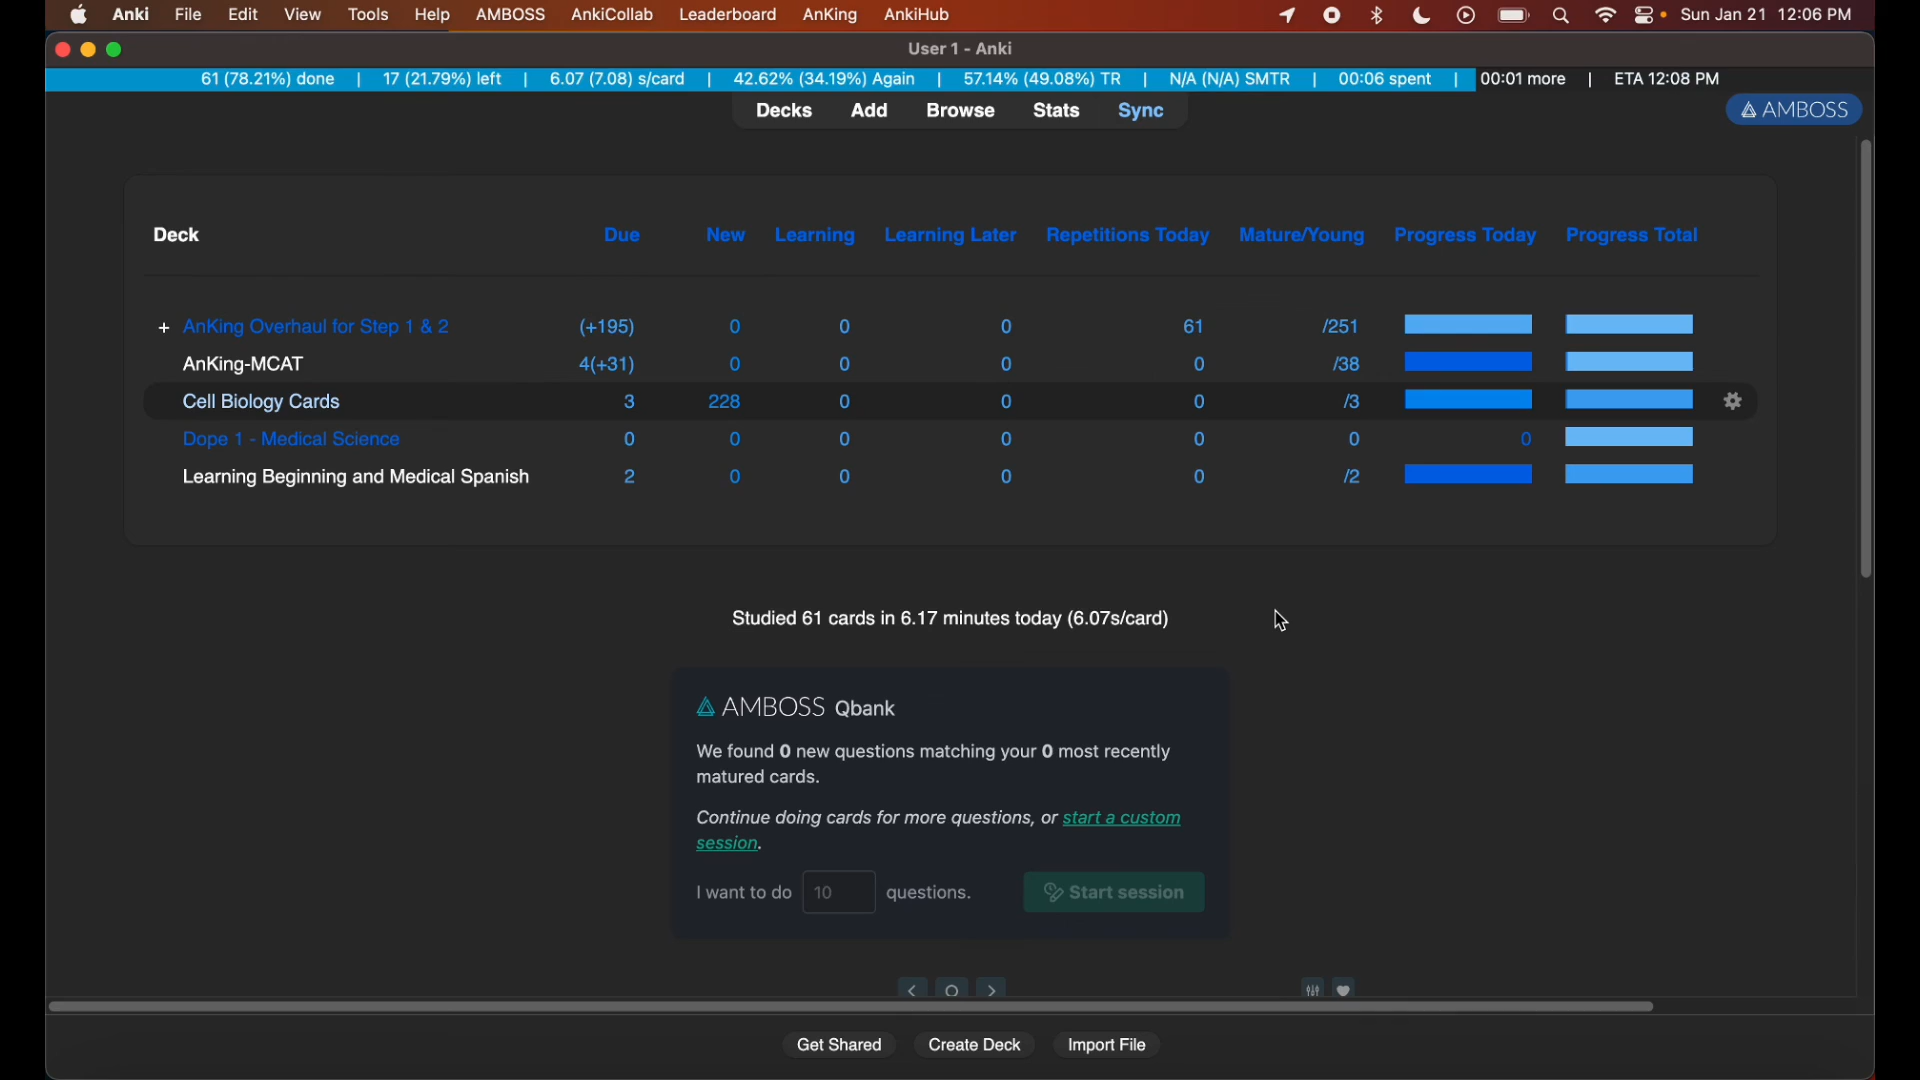 Anki File Edit View Tools Help AMBOSS AnkiCollab Leaderboard AnKing AnkiHub Sun Jan 21 12:06 PM
User 1 - Anki
61 (78.21%) done | 17 (21.79%) left | 6.07 (7.08) s/card | 42.62% (34.19%) Again | 57.14% (49.08%) TR | N/A (N/A) SMTR | 00:06 spent | 00:01 more | ETA 12:08 PM
Decks Add Browse Stats Sync AMBOSS
Deck Due New Learning Learning Later Repetitions Today Mature/Young Progress Today Progress Total
+ AnKing Overhaul for Step 1 & 2 (+195) 0 0 0 61 /251
AnKing-MCAT 4(+31) 0 0 0 0 /38
Cell Biology Cards 3 228 0 0 0 /3
Dope 1 - Medical Science 0 0 0 0 0 0 0
Learning Beginning and Medical Spanish 2 0 0 0 0 /2
Studied 61 cards in 6.17 minutes today (6.07s/card)
AMBOSS Qbank
We found 0 new questions matching your 0 most recently
matured cards.
Continue doing cards for more questions, or start a custom
session.
I want to do 10 questions. Start session
Get Shared Create Deck Import File